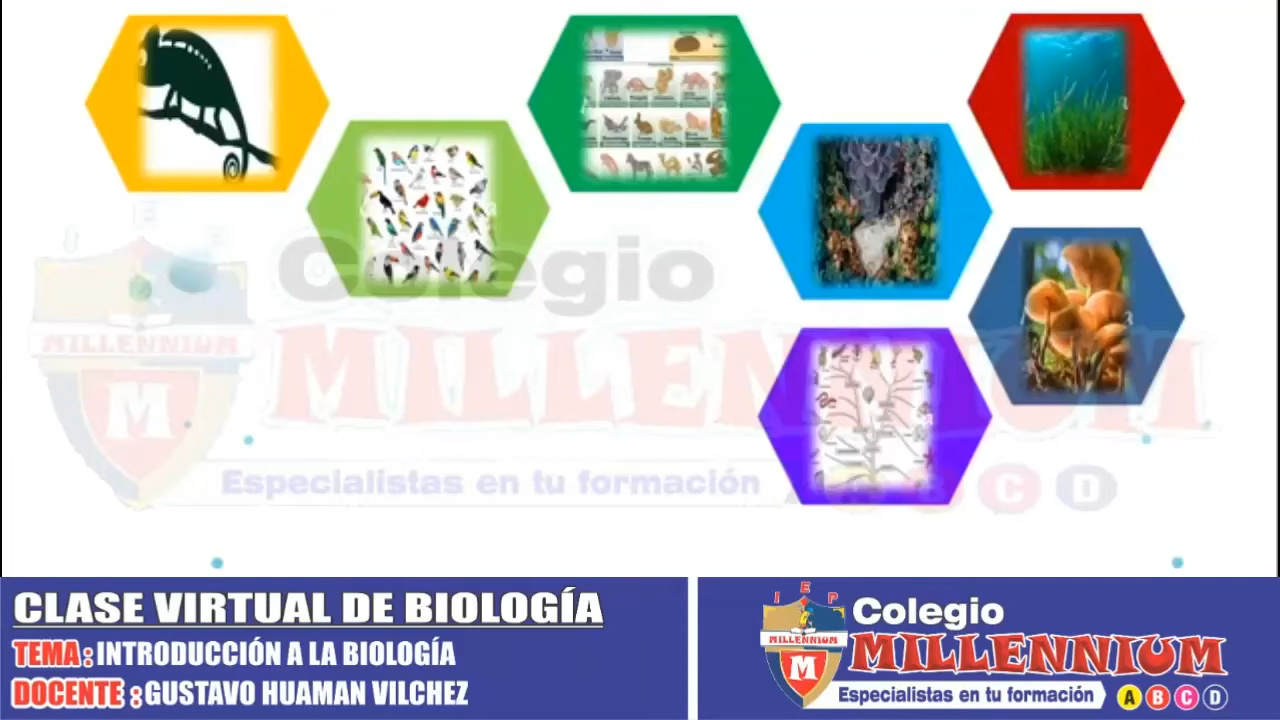 I E P
Colegio
MILLENNIUM
MILLENNIUM
M
Especialistas en tu formación
A B C D
CLASE VIRTUAL DE BIOLOGÍA
TEMA : INTRODUCCIÓN A LA BIOLOGÍA
DOCENTE : GUSTAVO HUAMAN VILCHEZ
I E P
Colegio
MILLENNIUM
MILLENNIUM
M
Especialistas en tu formación
A B C D